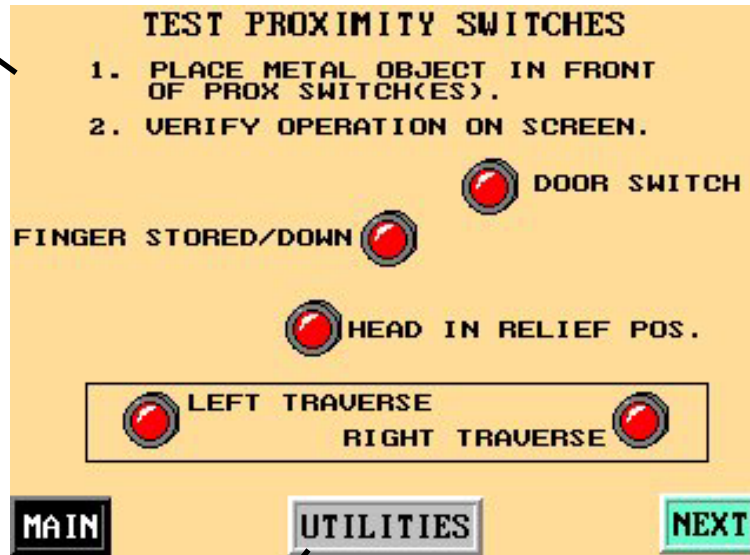 TEST PROXIMITY SWITCHES
1. PLACE METAL OBJECT IN FRONT
OF PROX SWITCH(ES).
2. VERIFY OPERATION ON SCREEN.
DOOR SWITCH
FINGER STORED/DOWN
HEAD IN RELIEF POS.
LEFT TRAVERSE
RIGHT TRAVERSE
MAIN
UTILITIES
NEXT